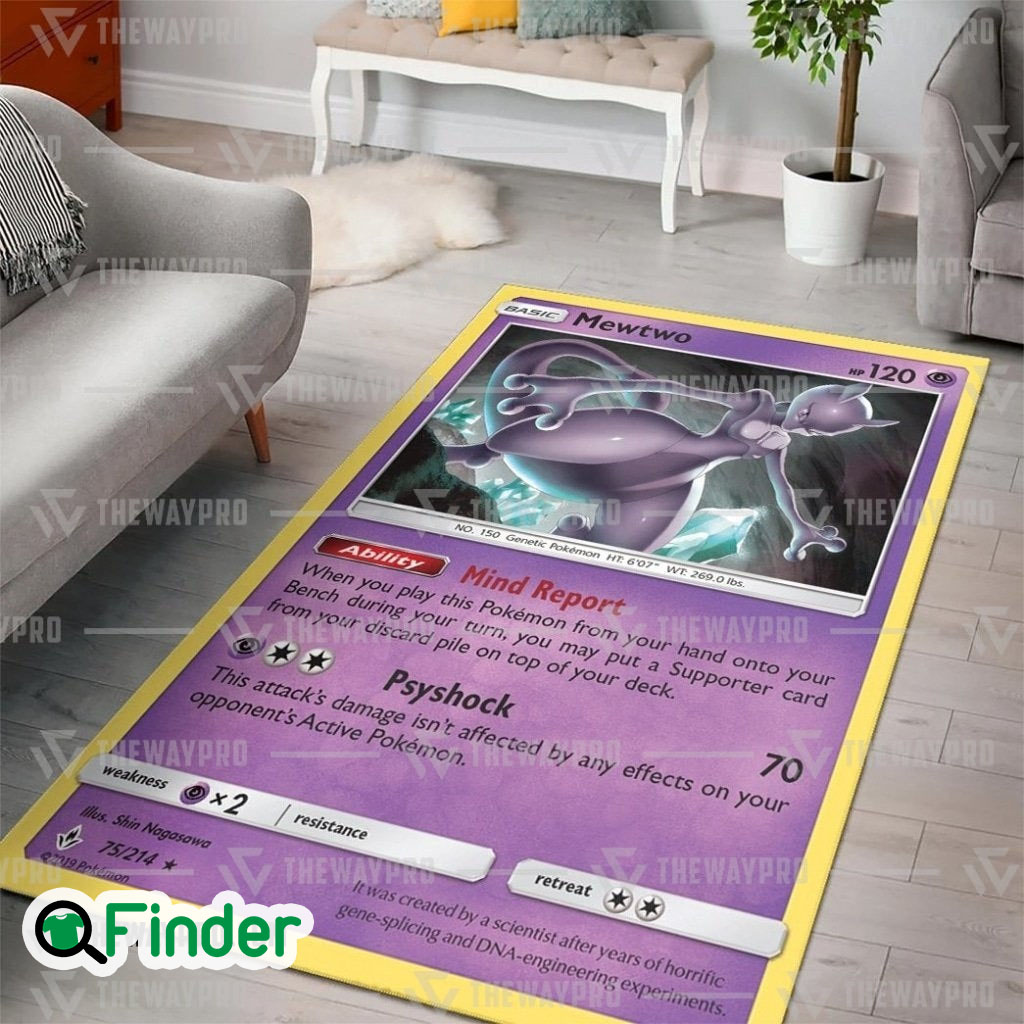 BASIC Mewtwo
HP 120
NO. 150 Genetic Pokémon HT: 6'07" WT: 269.0 lbs.
Ability Mind Report
When you play this Pokémon from your hand onto your
Bench during your turn, you may put a Supporter card
from your discard pile on top of your deck.
Psyshock 70
This attack's damage isn't affected by any effects on your
opponent's Active Pokémon.
weakness ×2 resistance
retreat
Illus. Shin Nagasawa
75/214 ★
©2019 Pokémon
It was created by a scientist after years of horrific
gene-splicing and DNA-engineering experiments.
Finder
THEWAYPRO